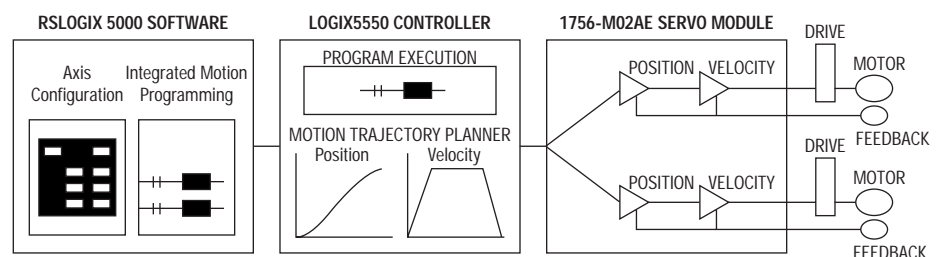 RSLOGIX 5000 SOFTWARE
Axis
Configuration
Integrated Motion
Programming
LOGIX5550 CONTROLLER
PROGRAM EXECUTION
MOTION TRAJECTORY PLANNER
Position
Velocity
1756-M02AE SERVO MODULE
POSITION
VELOCITY
DRIVE
MOTOR
FEEDBACK
POSITION
VELOCITY
DRIVE
MOTOR
FEEDBACK